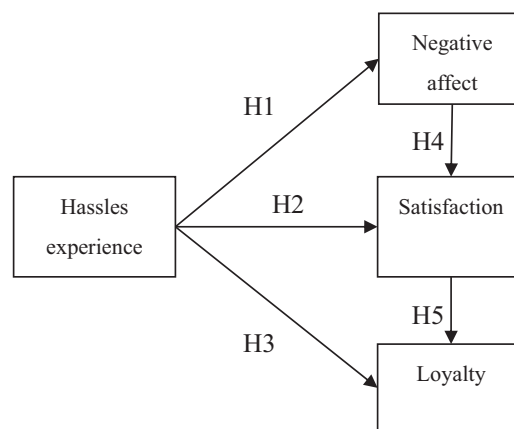 Negative
affect
H1
H4
Hassles
experience
H2
Satisfaction
H3
H5
Loyalty